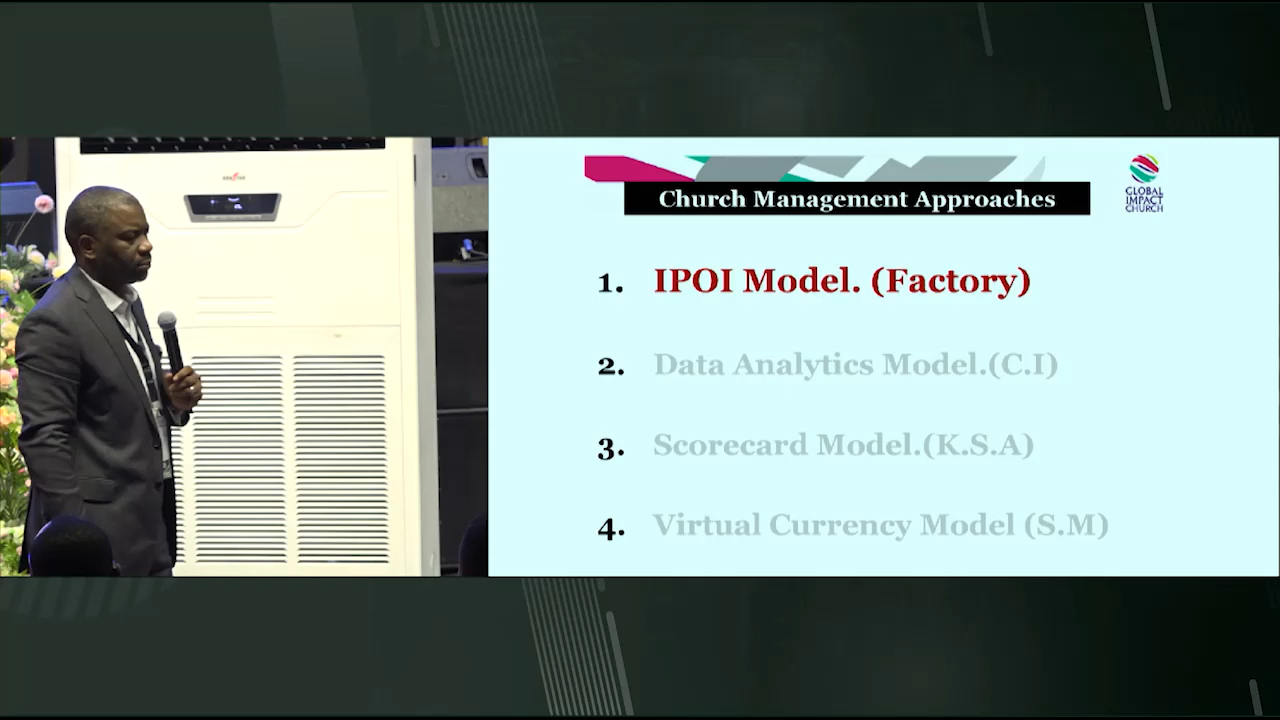 Church Management Approaches
GLOBAL
IMPACT
CHURCH
1. IPOI Model. (Factory)
2. Data Analytics Model.(C.I)
3. Scorecard Model.(K.S.A)
4. Virtual Currency Model (S.M)